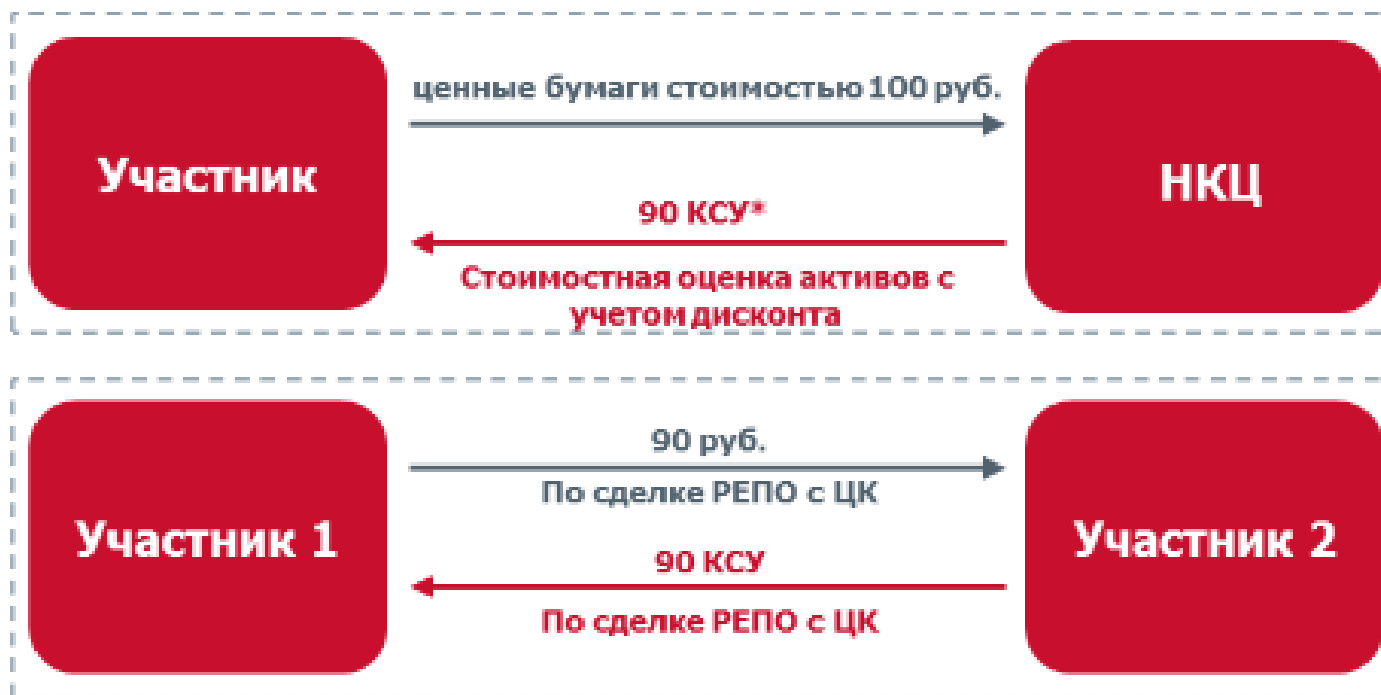 ценные бумаги стоимостью 100 руб.
Участник
НКЦ
90 КСУ*
Стоимостная оценка активов с
учетом дисконта
90 руб.
По сделке РЕПО с ЦК
Участник 1
Участник 2
90 КСУ
По сделке РЕПО с ЦК